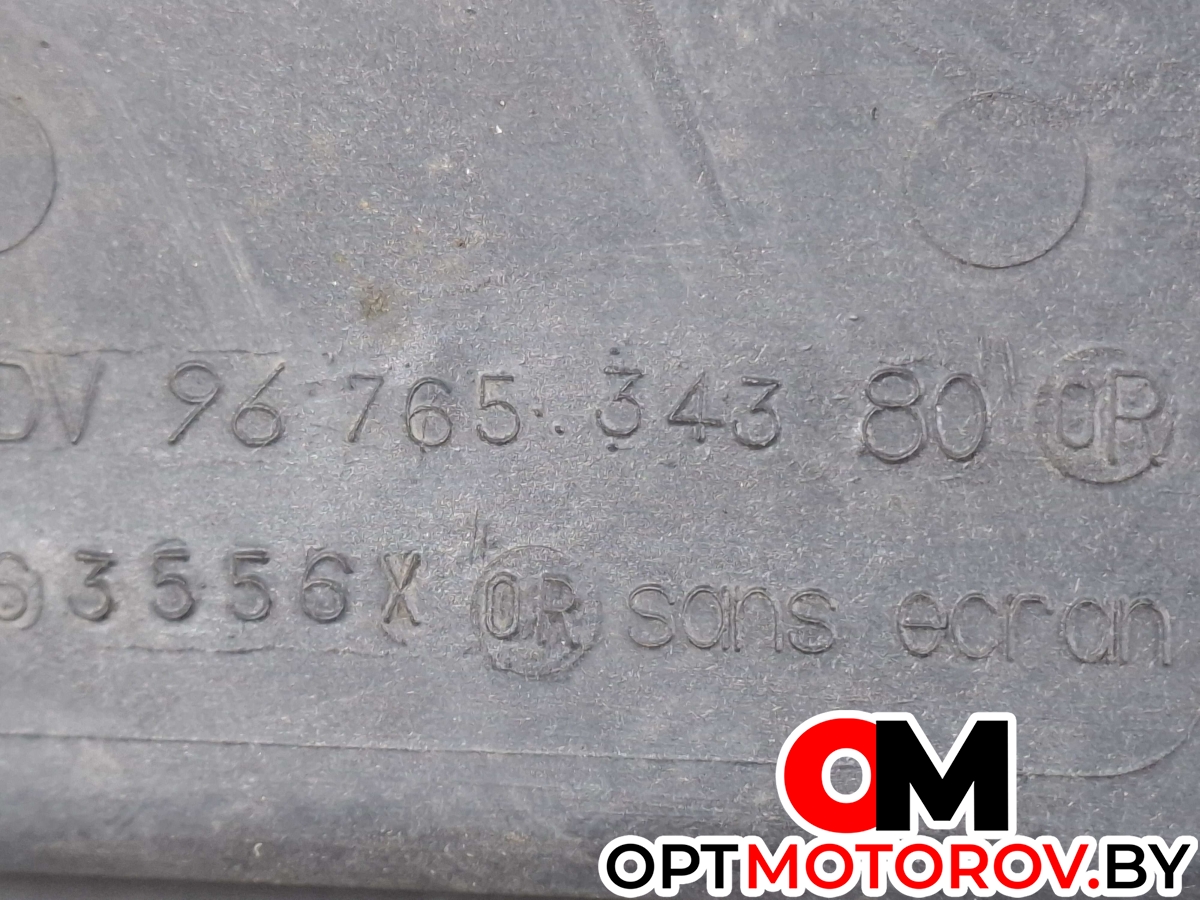 DV 96 765 343 80 OR
63556X OR sans ecran
OM
OPTMOTOROV.BY